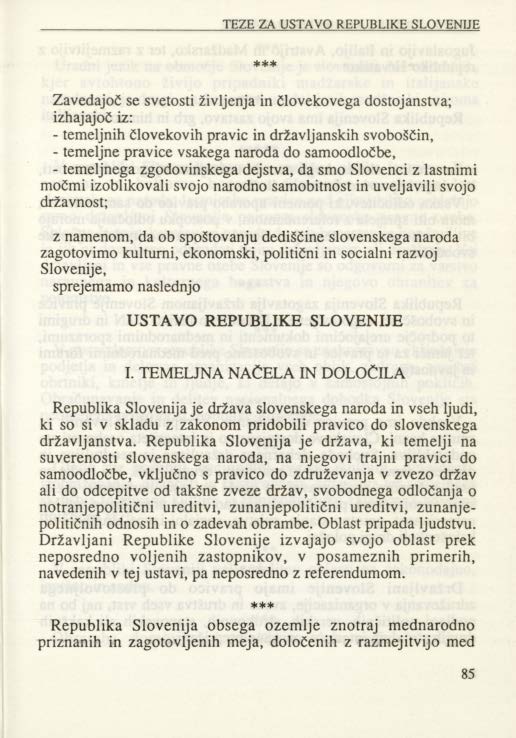 TEZE ZA USTAVO REPUBLIKE SLOVENIJE
***
Zavedajoč se svetosti življenja in človekovega dostojanstva;
izhajajoč iz:
- temeljnih človekovih pravic in državljanskih svoboščin,
- temeljne pravice vsakega naroda do samoodločbe,
- temeljnega zgodovinskega dejstva, da smo Slovenci z lastnimi
močmi izoblikovali svojo narodno samobitnost in uveljavili svojo
državnost;
z namenom, da ob spoštovanju dediščine slovenskega naroda
zagotovimo kulturni, ekonomski, politični in socialni razvoj
Slovenije,
sprejemamo naslednjo
USTAVO REPUBLIKE SLOVENIJE
I. TEMELJNA NAČELA IN DOLOČILA
Republika Slovenija je država slovenskega naroda in vseh ljudi,
ki so si v skladu z zakonom pridobili pravico do slovenskega
državljanstva. Republika Slovenija je država, ki temelji na
suverenosti slovenskega naroda, na njegovi trajni pravici do
samoodločbe, vključno s pravico do združevanja v zvezo držav
ali do odcepitve od takšne zveze držav, svobodnega odločanja o
notranjepolitični ureditvi, zunanjepolitični ureditvi, zunanje-
političnih odnosih in o zadevah obrambe. Oblast pripada ljudstvu.
Državljani Republike Slovenije izvajajo svojo oblast prek
neposredno voljenih zastopnikov, v posameznih primerih,
navedenih v tej ustavi, pa neposredno z referendumom.
***
Republika Slovenija obsega ozemlje znotraj mednarodno
priznanih in zagotovljenih meja, določenih z razmejitvijo med
85